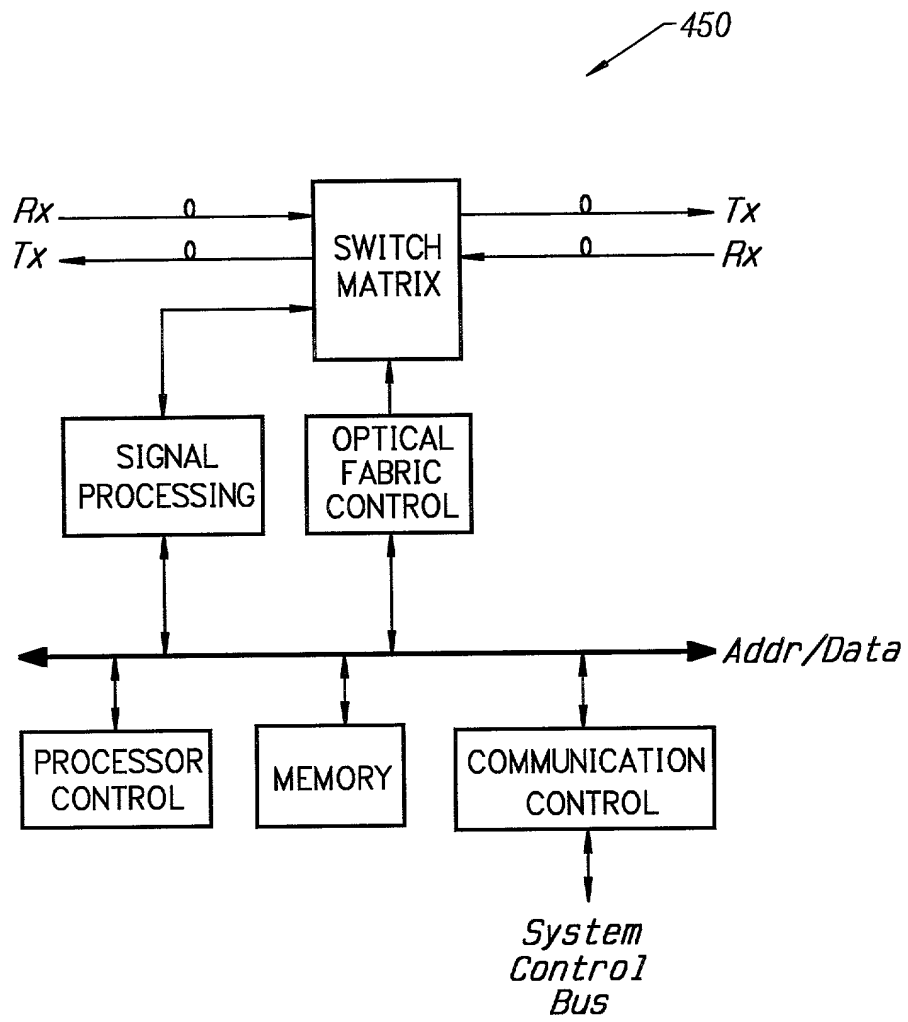 450
Rx
Tx
SWITCH
MATRIX
Tx
Rx
SIGNAL
PROCESSING
OPTICAL
FABRIC
CONTROL
Addr/Data
PROCESSOR
CONTROL
MEMORY
COMMUNICATION
CONTROL
System
Control
Bus